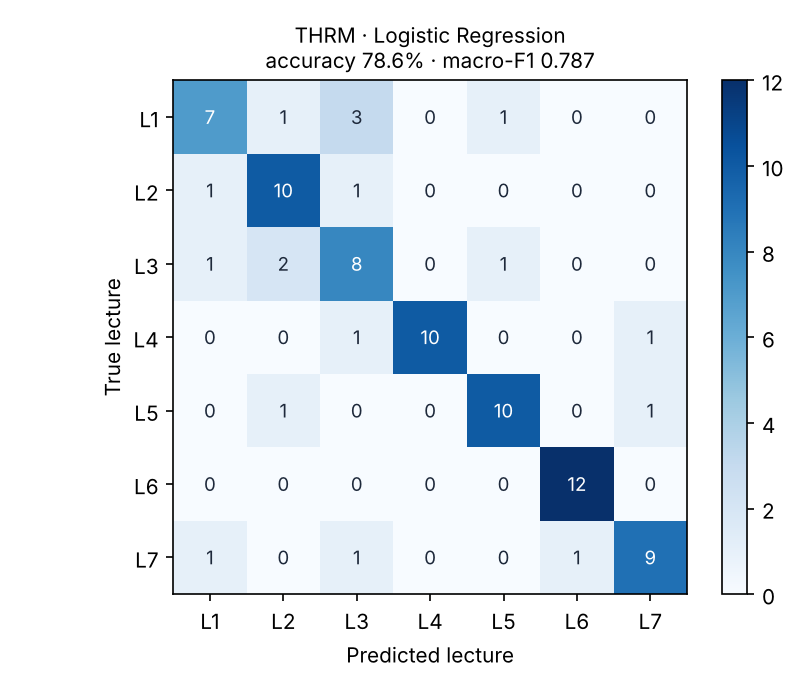 THRM · Logistic Regression
accuracy 78.6% · macro-F1 0.787
True lecture
L1 7 1 3 0 1 0 0
L2 1 10 1 0 0 0 0
L3 1 2 8 0 1 0 0
L4 0 0 1 10 0 0 1
L5 0 1 0 0 10 0 1
L6 0 0 0 0 0 12 0
L7 1 0 1 0 0 1 9
L1 L2 L3 L4 L5 L6 L7
Predicted lecture
12
10
8
6
4
2
0